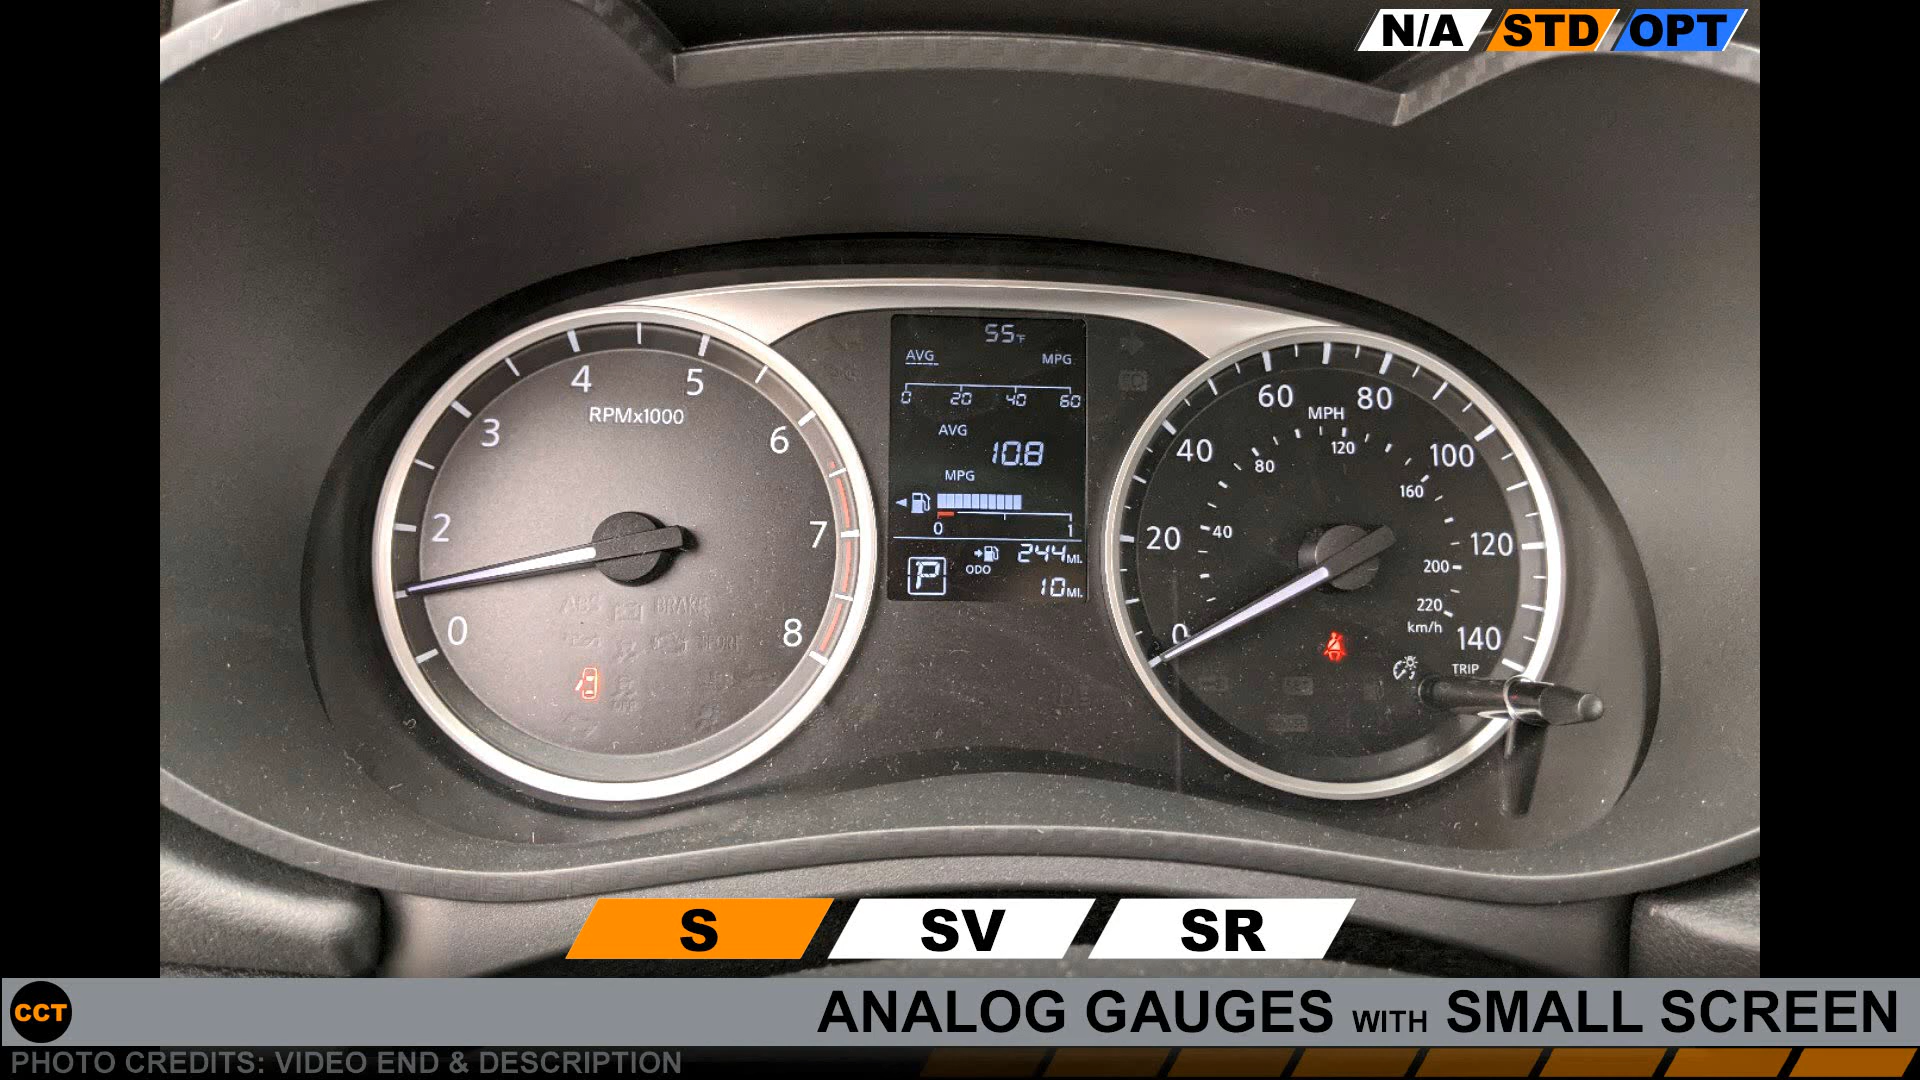 N/A STD OPT
55°F
AVG MPG
0 20 40 60
AVG
10.8
MPG
0 1
244 MI.
ODO
P
10 MI.
0 2 3 4 5 6 7 8
RPMx1000
ABS BRAKE
OFF
0 20 40 60 80 100 120 140
MPH
40 80 120 160 200 220
km/h
TRIP
S SV SR
CCT
ANALOG GAUGES WITH SMALL SCREEN
PHOTO CREDITS: VIDEO END & DESCRIPTION